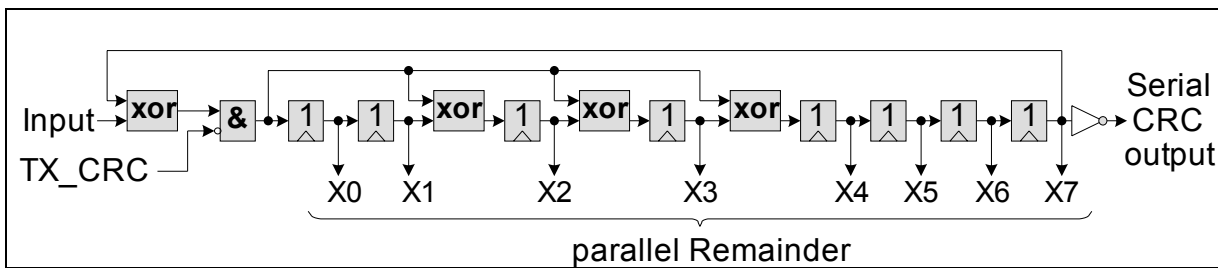 Input
TX_CRC
xor
&
1
1
xor
1
xor
1
xor
1
1
1
1
Serial
CRC
output
X0
X1
X2
X3
X4
X5
X6
X7
parallel Remainder